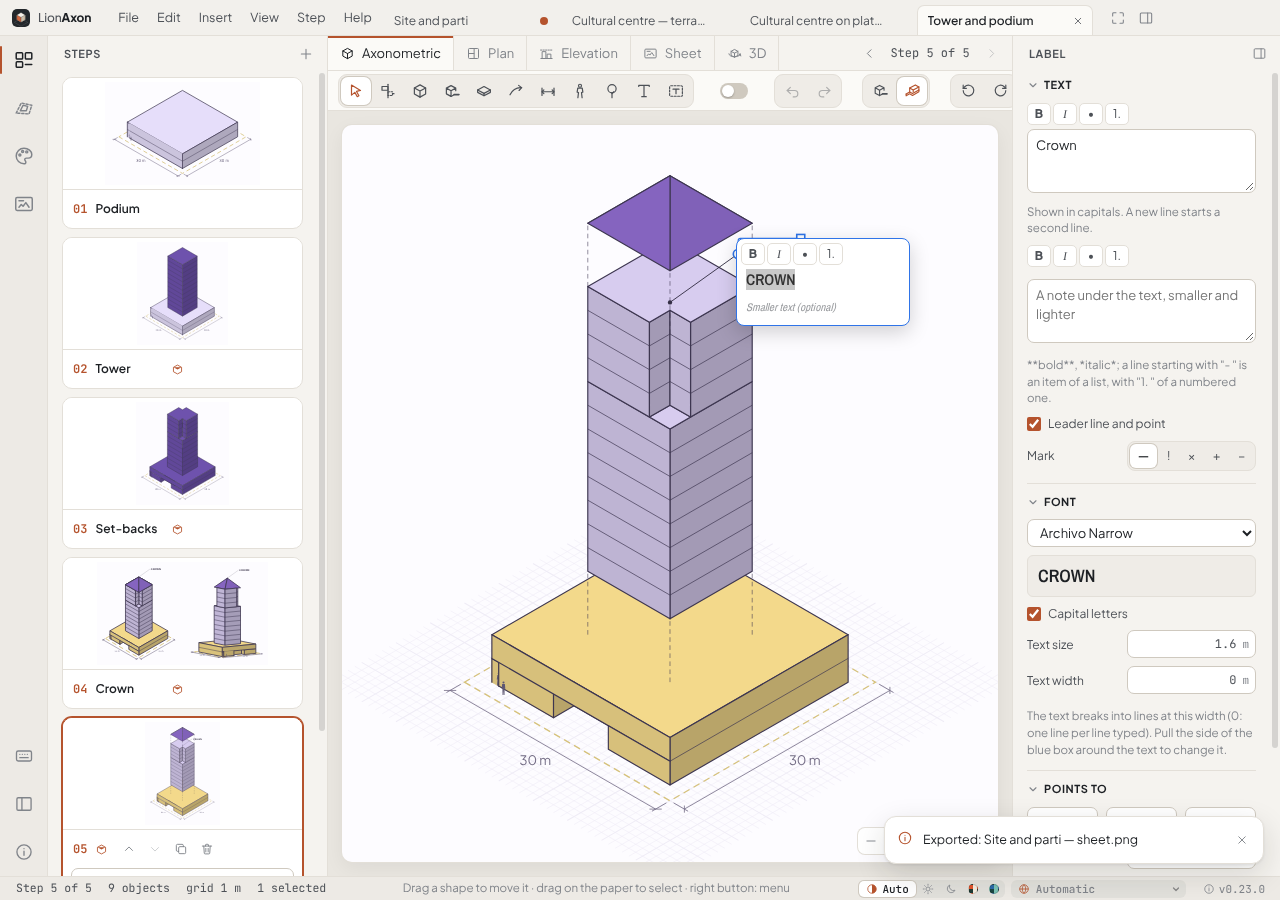 LionAxon File Edit Insert View Step Help
Site and parti
Cultural centre — terra...
Cultural centre on plat...
Tower and podium
STEPS
01 Podium
02 Tower
03 Set-backs
04 Crown
05
Axonometric Plan Elevation Sheet 3D
Step 5 of 5
B I • 1.
CROWN
Smaller text (optional)
30 m
30 m
LABEL
TEXT
B I • 1.
Crown
Shown in capitals. A new line starts a
second line.
B I • 1.
A note under the text, smaller and
lighter
**bold**, *italic*; a line starting with "- " is
an item of a list, with "1. " of a numbered
one.
Leader line and point
Mark — ! × + −
FONT
Archivo Narrow
CROWN
Capital letters
Text size 1.6 m
Text width 0 m
The text breaks into lines at this width (0:
one line per line typed). Pull the side of the
blue box around the text to change it.
POINTS TO
Exported: Site and parti — sheet.png
Step 5 of 5 9 objects grid 1 m 1 selected
Drag a shape to move it · drag on the paper to select · right button: menu
Auto
Automatic
v0.23.0